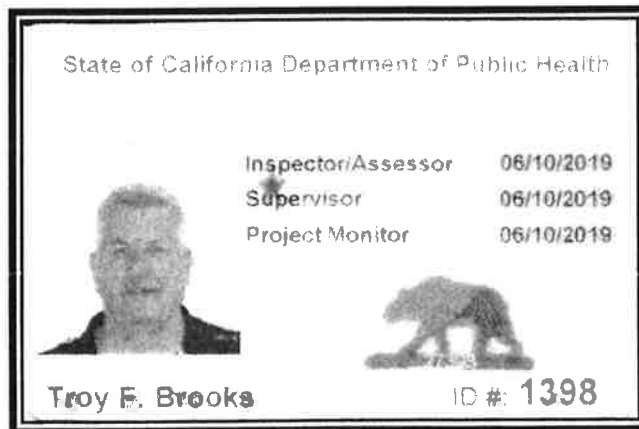 State of California Department of Public Health
Inspector/Assessor 06/10/2019
Supervisor 06/10/2019
Project Monitor 06/10/2019
Troy E. Brooks ID #: 1398